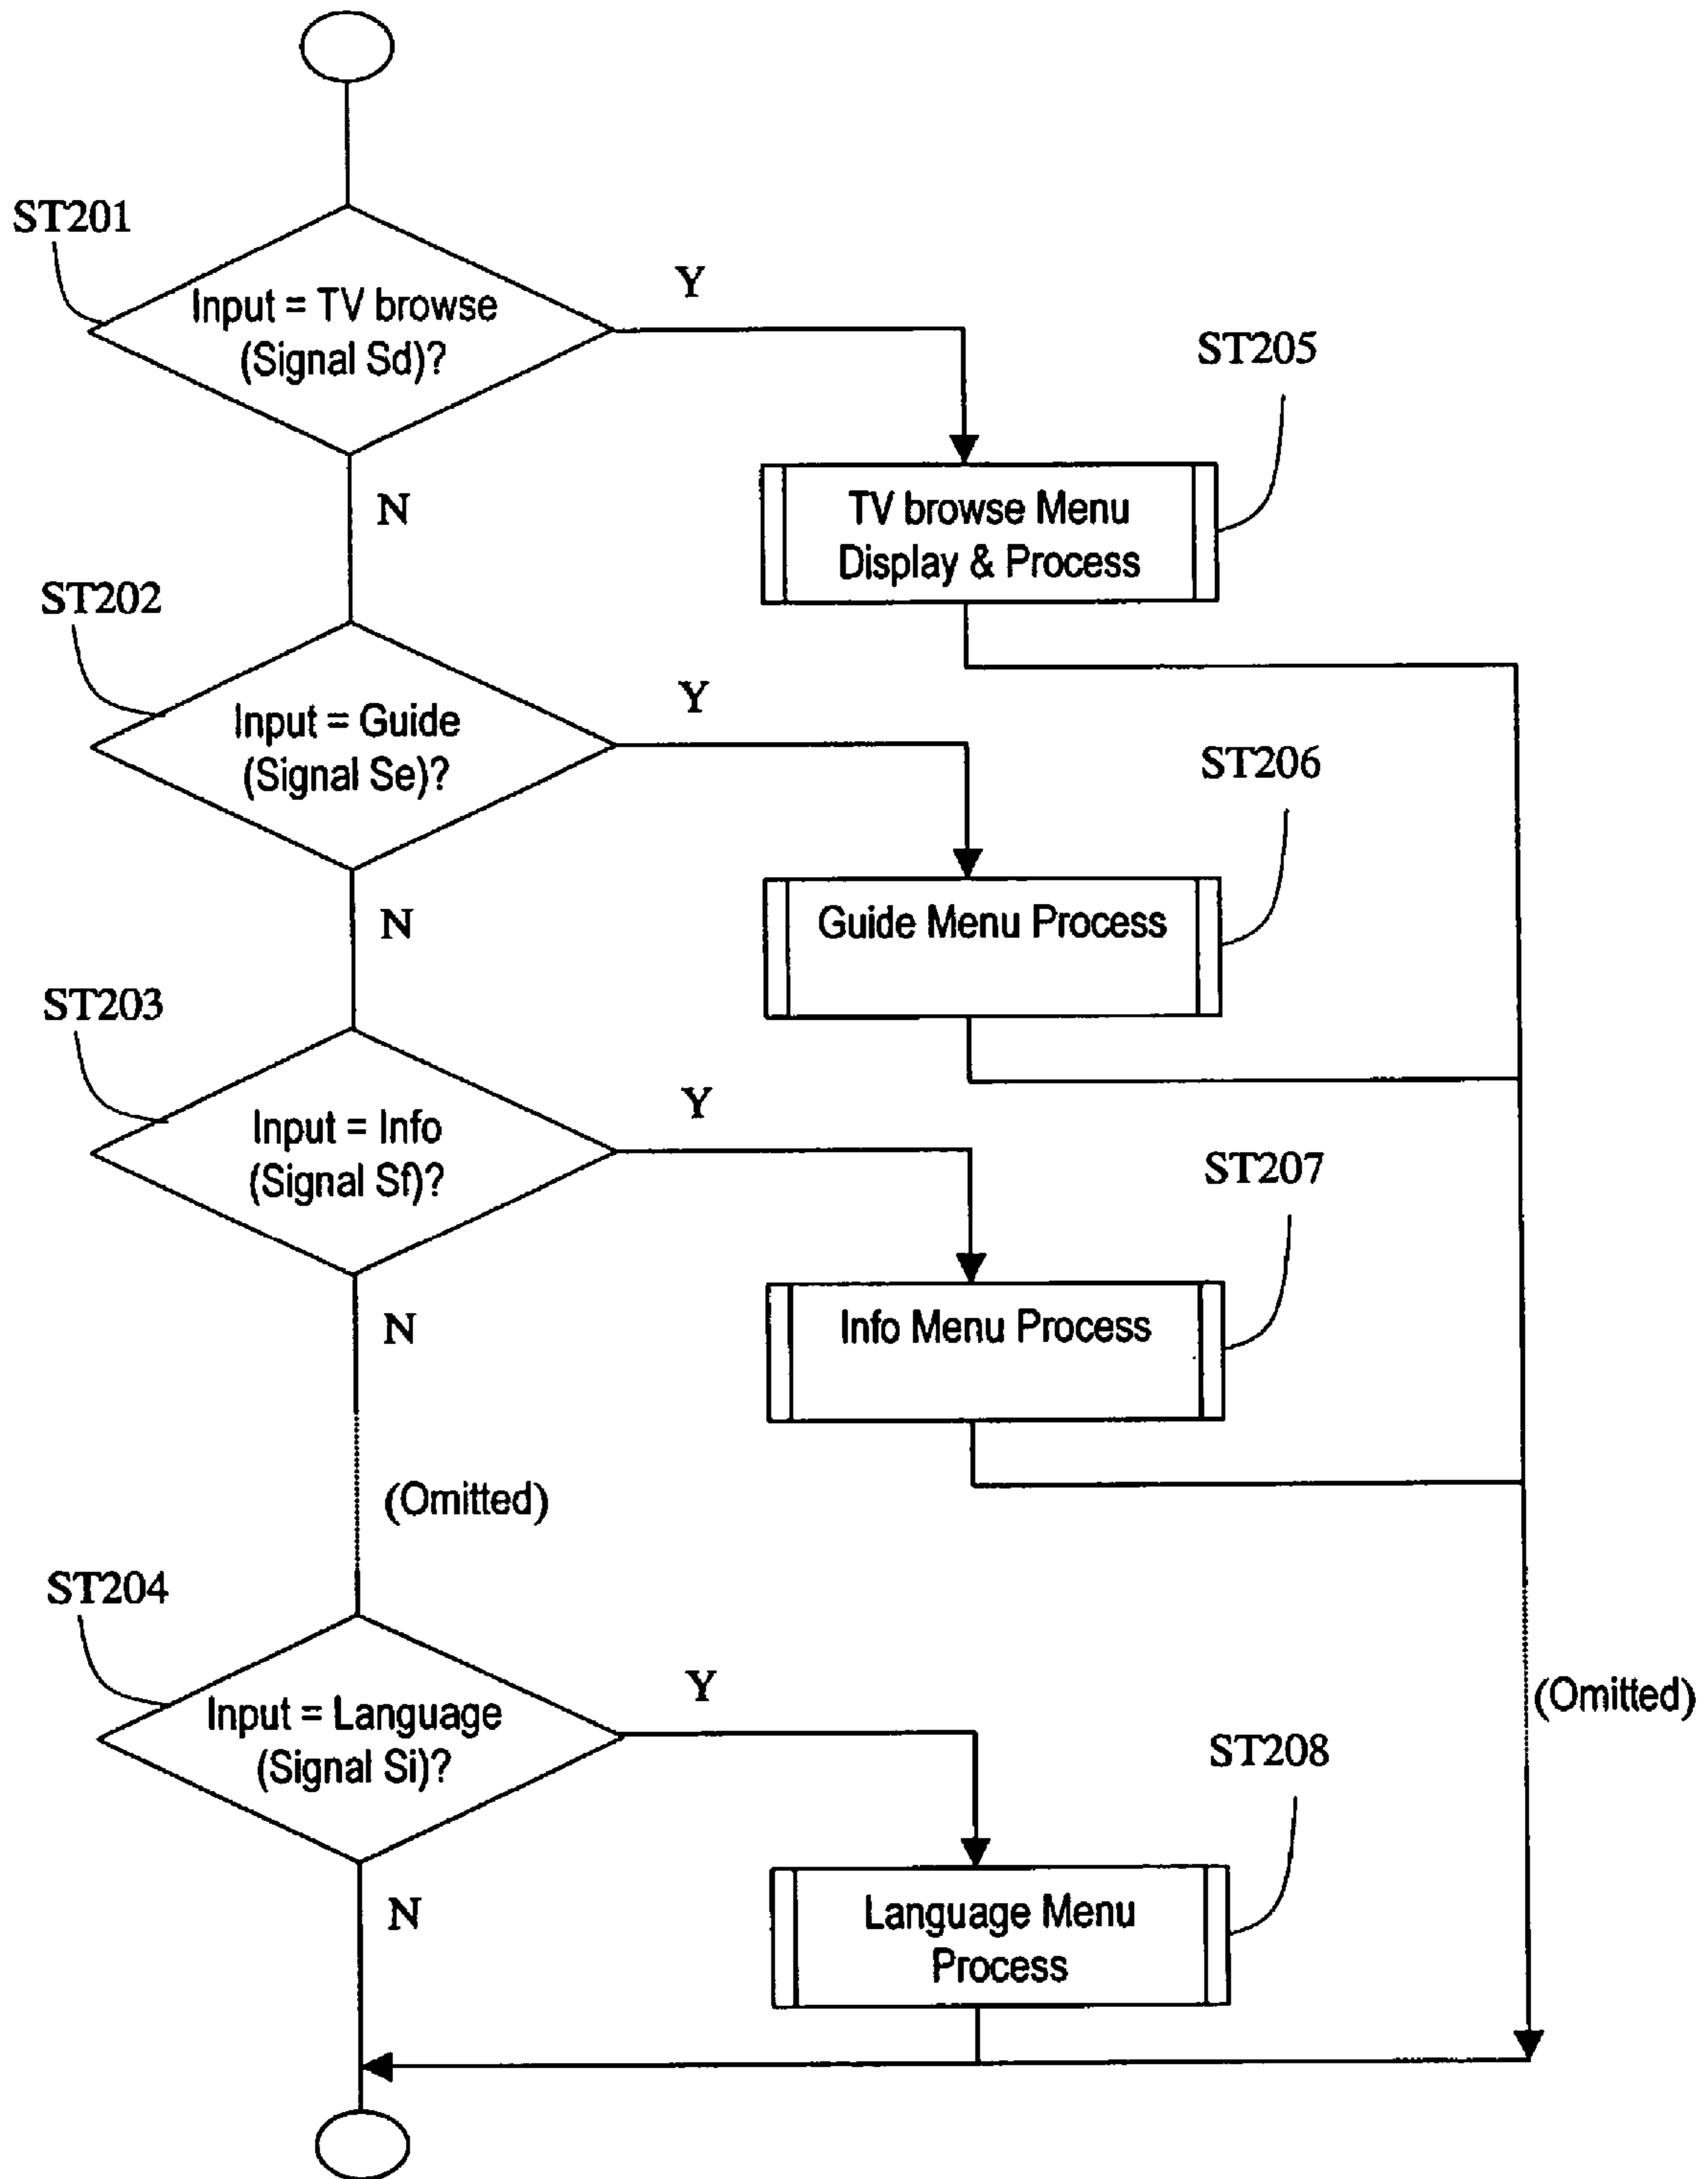 ST201
Input = TV browse
(Signal Sd)?
Y
N
ST205
TV browse Menu
Display & Process
ST202
Input = Guide
(Signal Se)?
Y
N
ST206
Guide Menu Process
ST203
Input = Info
(Signal Sf)?
Y
N
ST207
Info Menu Process
(Omitted)
ST204
Input = Language
(Signal Si)?
Y
N
(Omitted)
ST208
Language Menu
Process